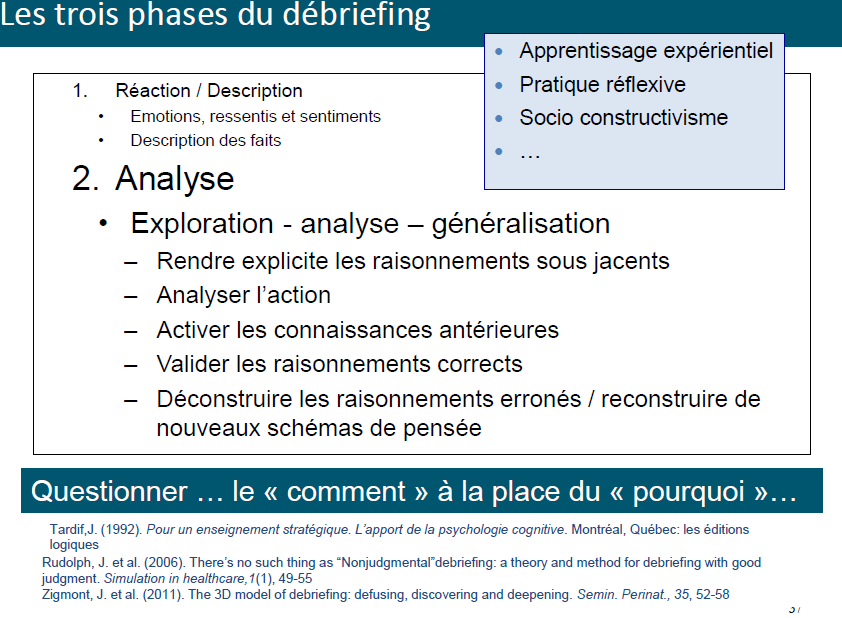 Les trois phases du débriefing
• Apprentissage expérientiel
• Pratique réflexive
• Socio constructivisme
• …
1. Réaction / Description
• Emotions, ressentis et sentiments
• Description des faits
2. Analyse
• Exploration - analyse – généralisation
– Rendre explicite les raisonnements sous jacents
– Analyser l’action
– Activer les connaissances antérieures
– Valider les raisonnements corrects
– Déconstruire les raisonnements erronés / reconstruire de
nouveaux schémas de pensée
Questionner … le « comment » à la place du « pourquoi »…
Tardif,J. (1992). Pour un enseignement stratégique. L’apport de la psychologie cognitive. Montréal, Québec: les éditions
logiques
Rudolph, J. et al. (2006). There’s no such thing as “Nonjudgmental”debriefing: a theory and method for debriefing with good
judgment. Simulation in healthcare,1(1), 49-55
Zigmont, J. et al. (2011). The 3D model of debriefing: defusing, discovering and deepening. Semin. Perinat., 35, 52-58